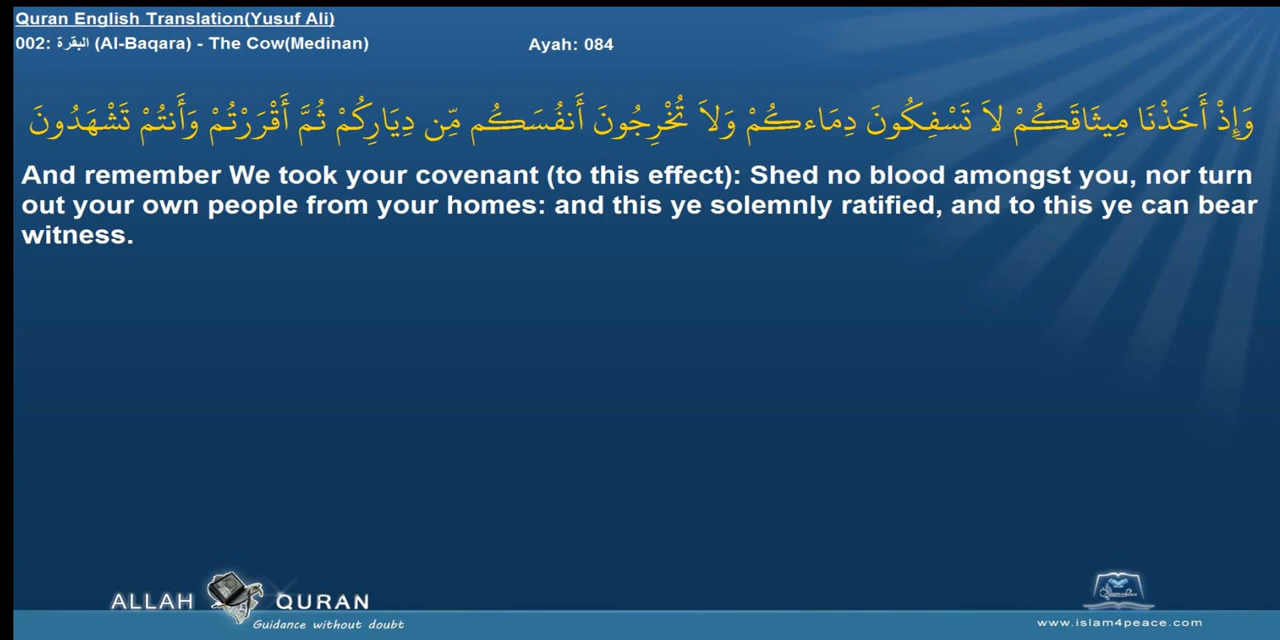 Quran English Translation(Yusuf Ali)
002: البقرة (Al-Baqara) - The Cow(Medinan)
Ayah: 084
وَإِذْ أَخَذْنَا مِيثَاقَكُمْ لاَ تَسْفِكُونَ دِمَاءكُمْ وَلاَ تُخْرِجُونَ أَنفُسَكُم مِّن دِيَارِكُمْ ثُمَّ أَقْرَرْتُمْ وَأَنتُمْ تَشْهَدُونَ
And remember We took your covenant (to this effect): Shed no blood amongst you, nor turn
out your own people from your homes: and this ye solemnly ratified, and to this ye can bear
witness.
ALLAH QURAN
Guidance without doubt
www.islam4peace.com